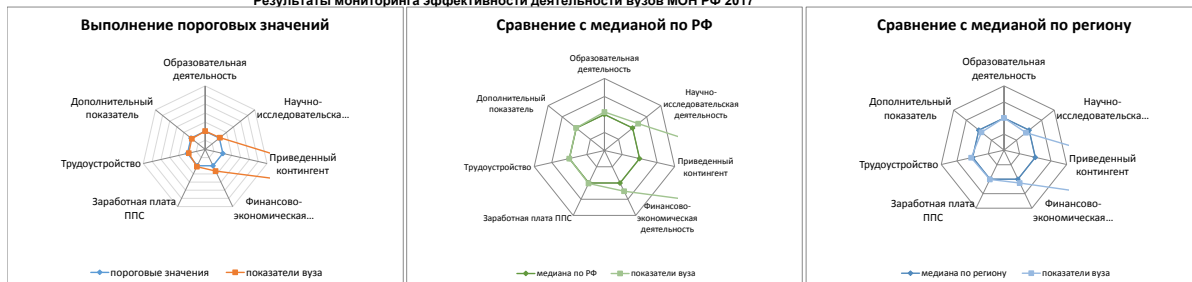 Результаты мониторинга эффективности деятельности вузов МОН РФ 2017
Выполнение пороговых значений
Образовательная
деятельность
Научно-
исследовательска...
Приведенный
контингент
Финансово-
экономическая...
Заработная плата
ППС
Трудоустройство
Дополнительный
показатель
пороговые значения
показатели вуза
Сравнение с медианой по РФ
Образовательная
деятельность
Научно-
исследовательская
деятельность
Приведенный
контингент
Финансово-
экономическая
деятельность
Заработная плата ППС
Трудоустройство
Дополнительный
показатель
медиана по РФ
показатели вуза
Сравнение с медианой по региону
Образовательная
деятельность
Научно-
исследовательская...
Приведенный
контингент
Финансово-
экономическая...
Заработная плата
ППС
Трудоустройство
Дополнительный
показатель
медиана по региону
показатели вуза